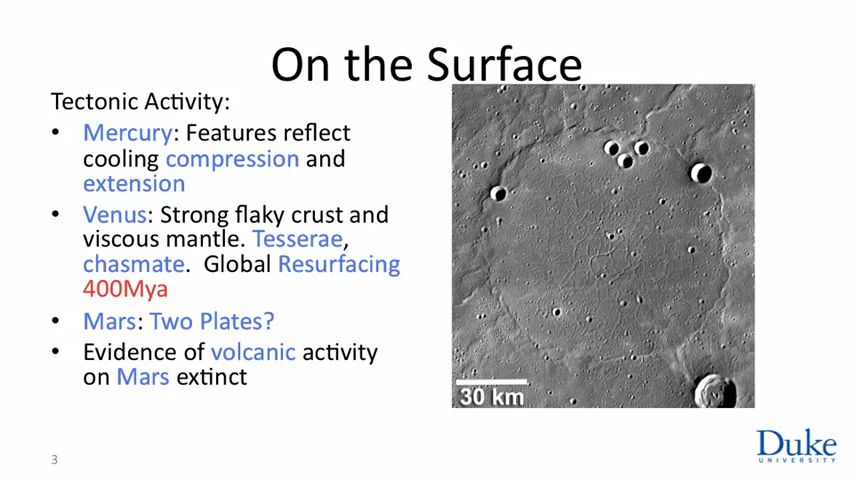 On the Surface
Tectonic Activity:
• Mercury: Features reflect
cooling compression and
extension
• Venus: Strong flaky crust and
viscous mantle. Tesserae,
chasmate. Global Resurfacing
400Mya
• Mars: Two Plates?
• Evidence of volcanic activity
on Mars extinct
30 km
3
Duke
UNIVERSITY